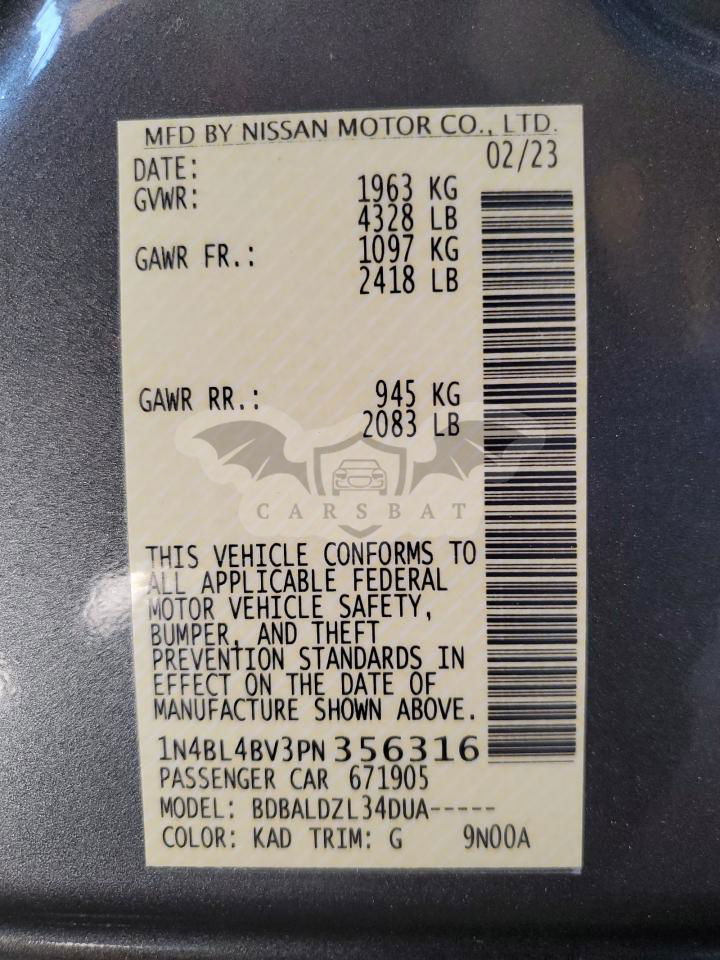 MFD BY NISSAN MOTOR CO., LTD.
DATE: 02/23
GVWR: 1963 KG
4328 LB
GAWR FR.: 1097 KG
2418 LB
GAWR RR.: 945 KG
2083 LB
CARSBAT
THIS VEHICLE CONFORMS TO
ALL APPLICABLE FEDERAL
MOTOR VEHICLE SAFETY,
BUMPER, AND THEFT
PREVENTION STANDARDS IN
EFFECT ON THE DATE OF
MANUFACTURE SHOWN ABOVE.
1N4BL4BV3PN356316
PASSENGER CAR 671905
MODEL: BDBALDZL34DUA-----
COLOR: KAD TRIM: G 9N00A